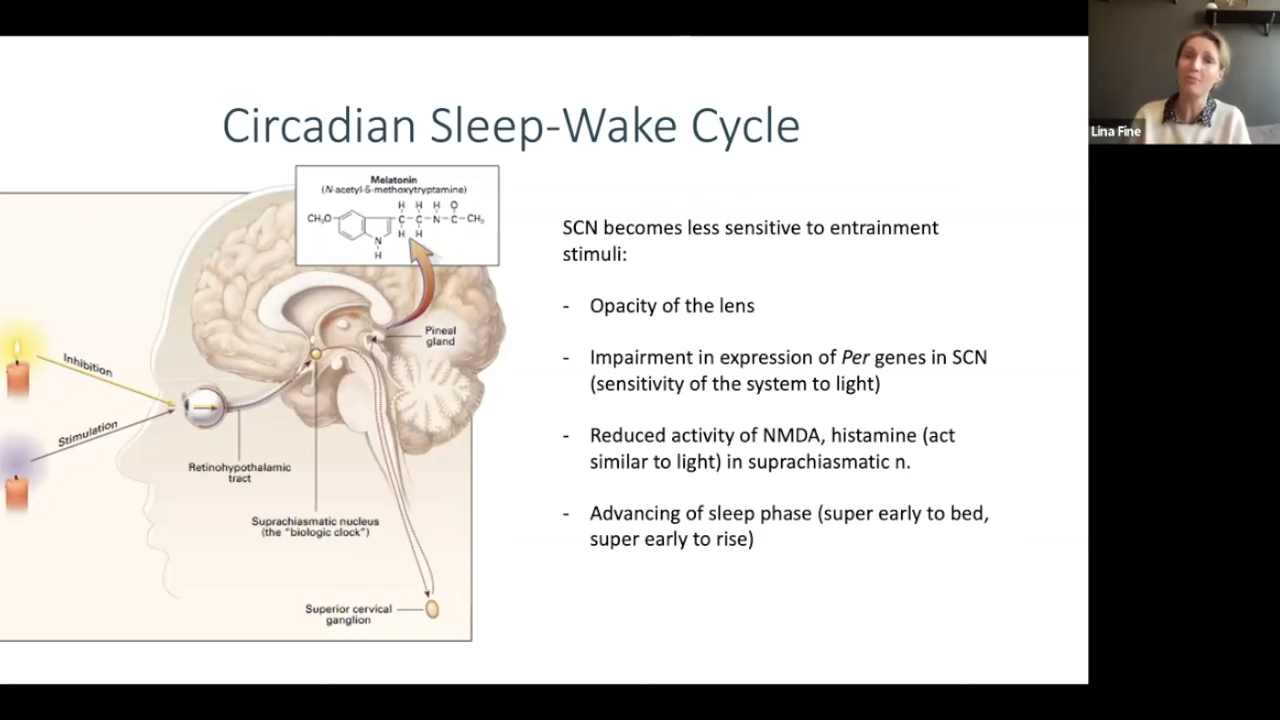 Circadian Sleep-Wake Cycle
Melatonin
(N-acetyl-5-methoxytryptamine)
H H H O
CH₃O C-C-N-C-CH₃
N H H
H
Pineal
gland
Inhibition
Stimulation
Retinohypothalamic
tract
Suprachiasmatic nucleus
(the "biologic clock")
Superior cervical
ganglion
SCN becomes less sensitive to entrainment
stimuli:
- Opacity of the lens
- Impairment in expression of Per genes in SCN
(sensitivity of the system to light)
- Reduced activity of NMDA, histamine (act
similar to light) in suprachiasmatic n.
- Advancing of sleep phase (super early to bed,
super early to rise)
Lina Fine